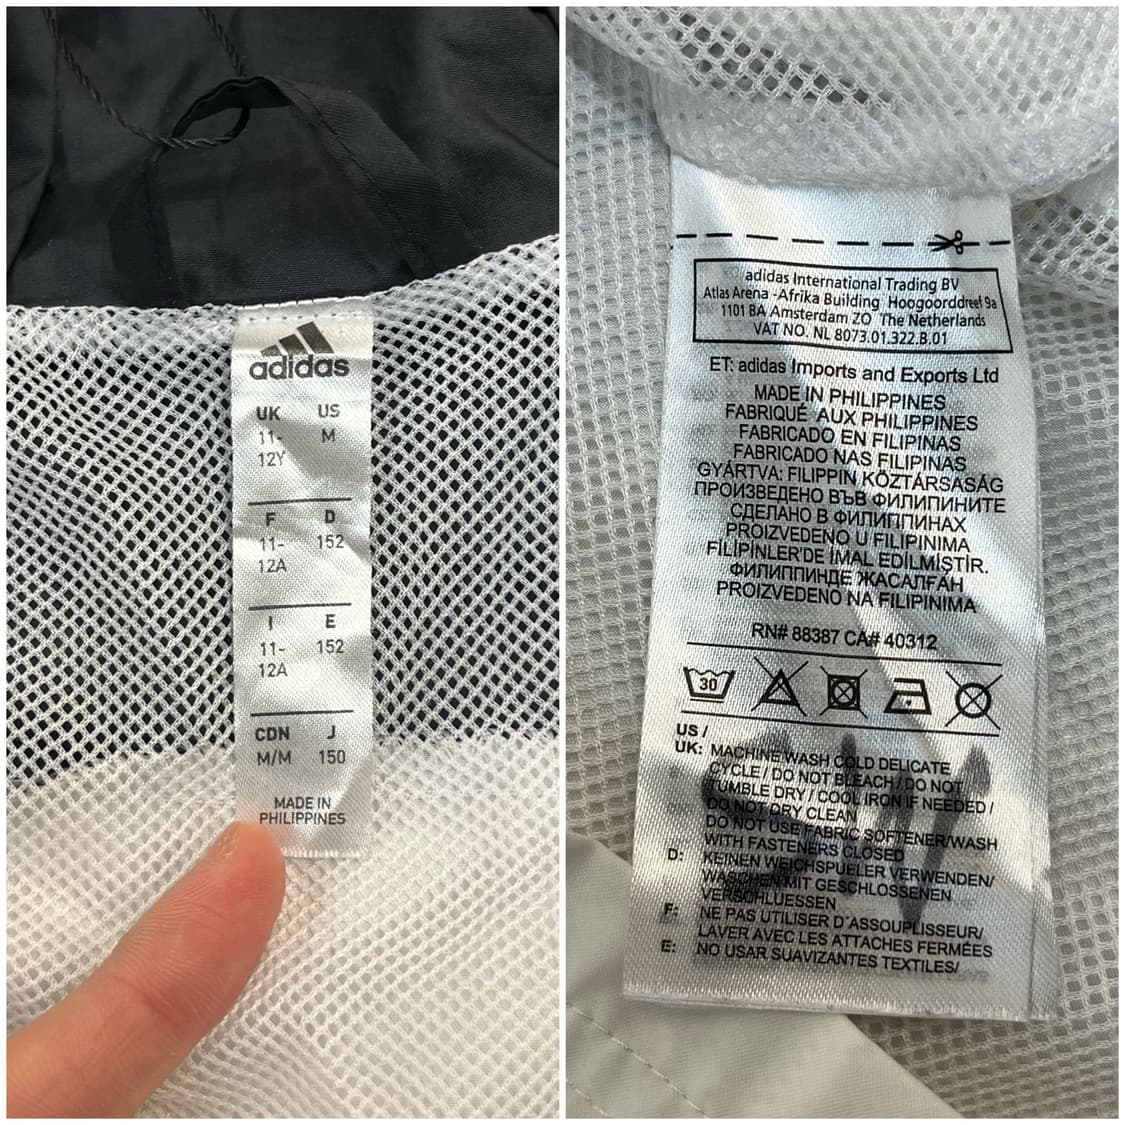 adidas
UK US
11- M
12Y
F D
11- 152
12A
I E
11- 152
12A
CDN J
M/M 150
MADE IN
PHILIPPINES
adidas International Trading BV
Atlas Arena -Afrika Building Hoogoorddreef 9a
1101 BA Amsterdam ZO The Netherlands
VAT NO. NL 8073.01.322.B.01
ET: adidas Imports and Exports Ltd
MADE IN PHILIPPINES
FABRIQUÉ AUX PHILIPPINES
FABRICADO EN FILIPINAS
FABRICADO NAS FILIPINAS
GYÁRTVA: FILIPPIN KÖZTÁRSASÁG
ПРОИЗВЕДЕНО ВЪВ ФИЛИПИНИТЕ
СДЕЛАНО В ФИЛИППИНАХ
PROIZVEDENO U FILIPINIMA
FİLİPİNLER'DE İMAL EDİLMİŞTİR.
ФИЛИППИНДЕ ЖАСАЛҒАН
PROIZVEDENO NA FILIPINIMA
RN# 88387 CA# 40312
30
US /
UK: MACHINE WASH COLD DELICATE
CYCLE / DO NOT BLEACH / DO NOT
TUMBLE DRY / COOL IRON IF NEEDED /
DO NOT DRY CLEAN
DO NOT USE FABRIC SOFTENER/WASH
WITH FASTENERS CLOSED
D: KEINEN WEICHSPUELER VERWENDEN/
WASCHEN MIT GESCHLOSSENEN
VERSCHLUESSEN
F: NE PAS UTILISER D'ASSOUPLISSEUR/
LAVER AVEC LES ATTACHES FERMÉES
E: NO USAR SUAVIZANTES TEXTILES/